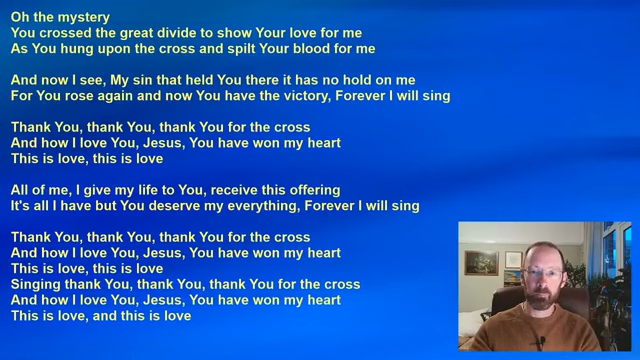 Oh the mystery
You crossed the great divide to show Your love for me
As You hung upon the cross and spilt Your blood for me
And now I see, My sin that held You there it has no hold on me
For You rose again and now You have the victory, Forever I will sing
Thank You, thank You, thank You for the cross
And how I love You, Jesus, You have won my heart
This is love, this is love
All of me, I give my life to You, receive this offering
It's all I have but You deserve my everything, Forever I will sing
Thank You, thank You, thank You for the cross
And how I love You, Jesus, You have won my heart
This is love, this is love
Singing thank You, thank You, thank You for the cross
And how I love You, Jesus, You have won my heart
This is love, and this is love